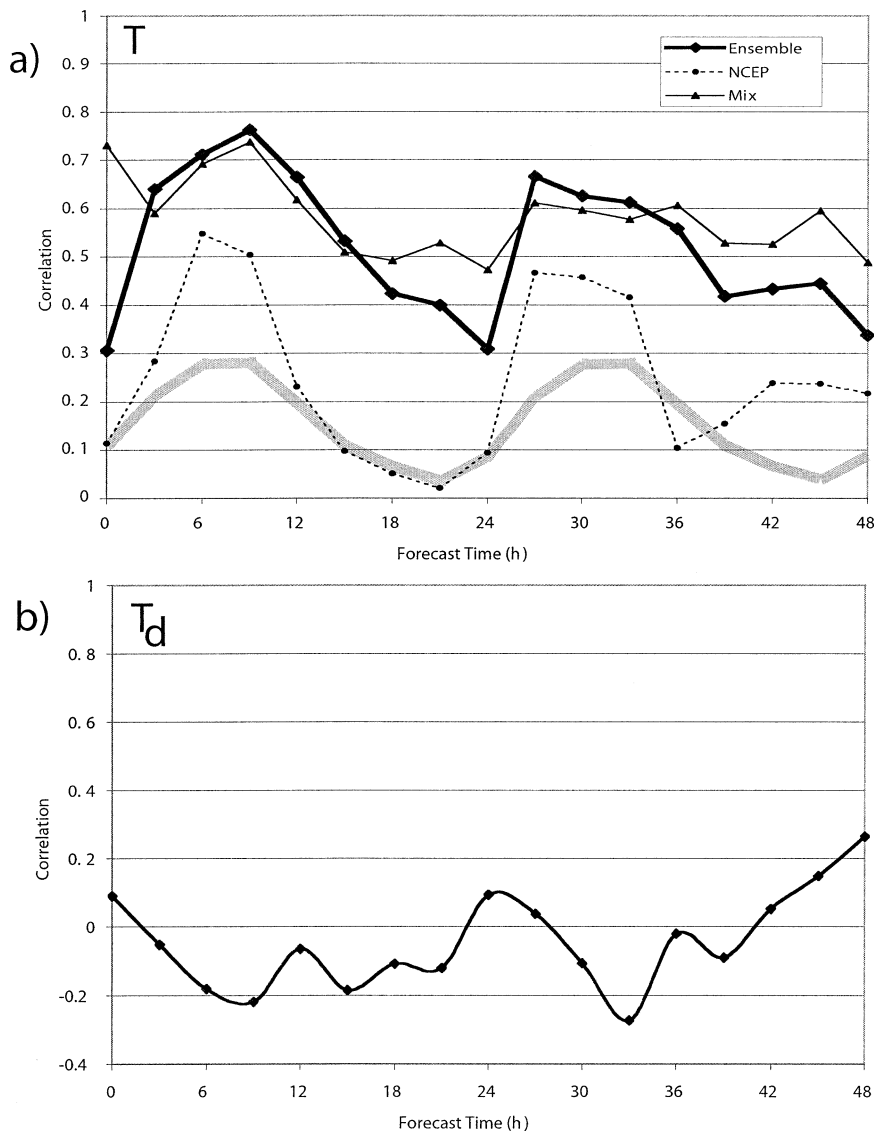 a)
T
Ensemble
NCEP
Mix
1
0. 9
0. 8
0. 7
0. 6
0. 5
0. 4
0. 3
0. 2
0. 1
0
Correlation
0 6 12 18 24 30 36 42 48
Forecast Time (h)
b)
Td
1
0. 8
0. 6
0. 4
0. 2
0
-0.2
-0.4
Correlation
0 6 12 18 24 30 36 42 48
Forecast Time (h)